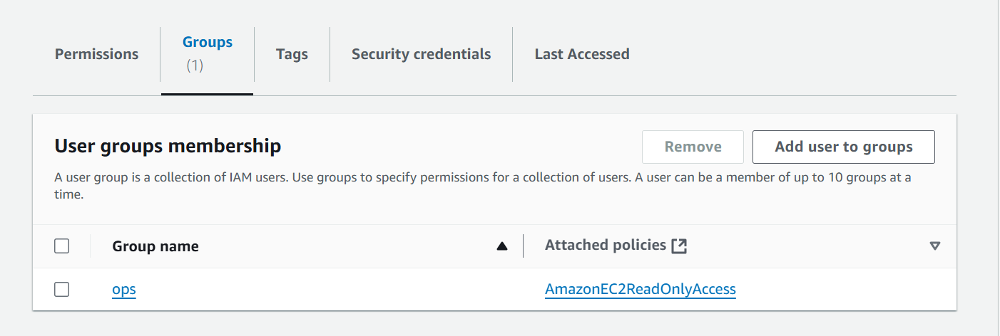 Permissions
Groups
(1)
Tags
Security credentials
Last Accessed
User groups membership
Remove
Add user to groups
A user group is a collection of IAM users. Use groups to specify permissions for a collection of users. A user can be a member of up to 10 groups at a
time.
Group name
Attached policies
ops
AmazonEC2ReadOnlyAccess